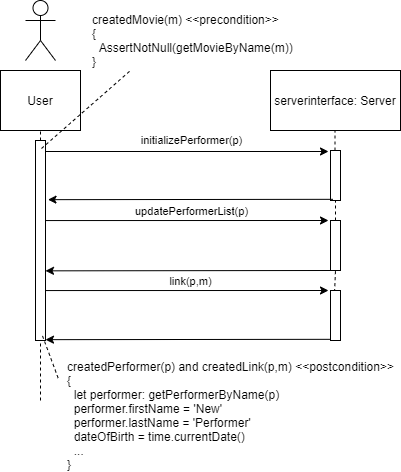 createdMovie(m) <<precondition>>
{
AssertNotNull(getMovieByName(m))
}
User
serverinterface: Server
initializePerformer(p)
updatePerformerList(p)
link(p,m)
createdPerformer(p) and createdLink(p,m) <<postcondition>>
{
let performer: getPerformerByName(p)
performer.firstName = 'New'
performer.lastName = 'Performer'
dateOfBirth = time.currentDate()
...
}